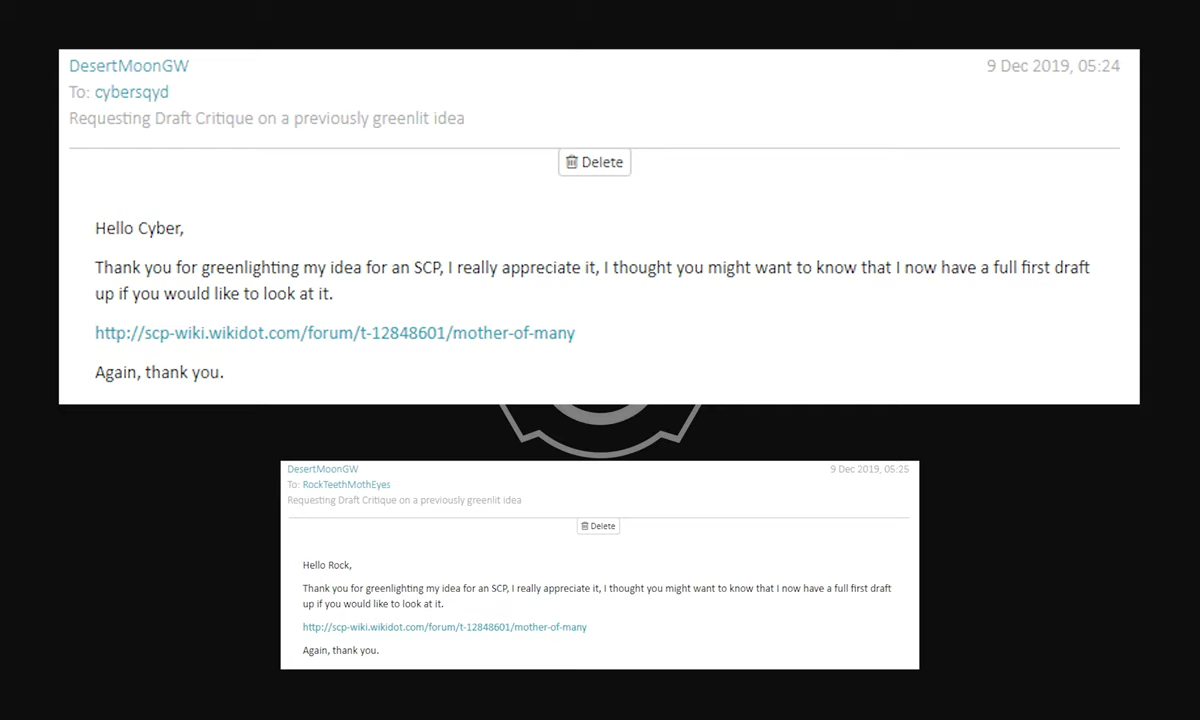 DesertMoonGW 9 Dec 2019, 05:24
To: cybersqyd
Requesting Draft Critique on a previously greenlit idea
Delete
Hello Cyber,
Thank you for greenlighting my idea for an SCP, I really appreciate it, I thought you might want to know that I now have a full first draft
up if you would like to look at it.
http://scp-wiki.wikidot.com/forum/t-12848601/mother-of-many
Again, thank you.
DesertMoonGW 9 Dec 2019, 05:25
To: RockTeethMothEyes
Requesting Draft Critique on a previously greenlit idea
Delete
Hello Rock,
Thank you for greenlighting my idea for an SCP, I really appreciate it, I thought you might want to know that I now have a full first draft
up if you would like to look at it.
http://scp-wiki.wikidot.com/forum/t-12848601/mother-of-many
Again, thank you.